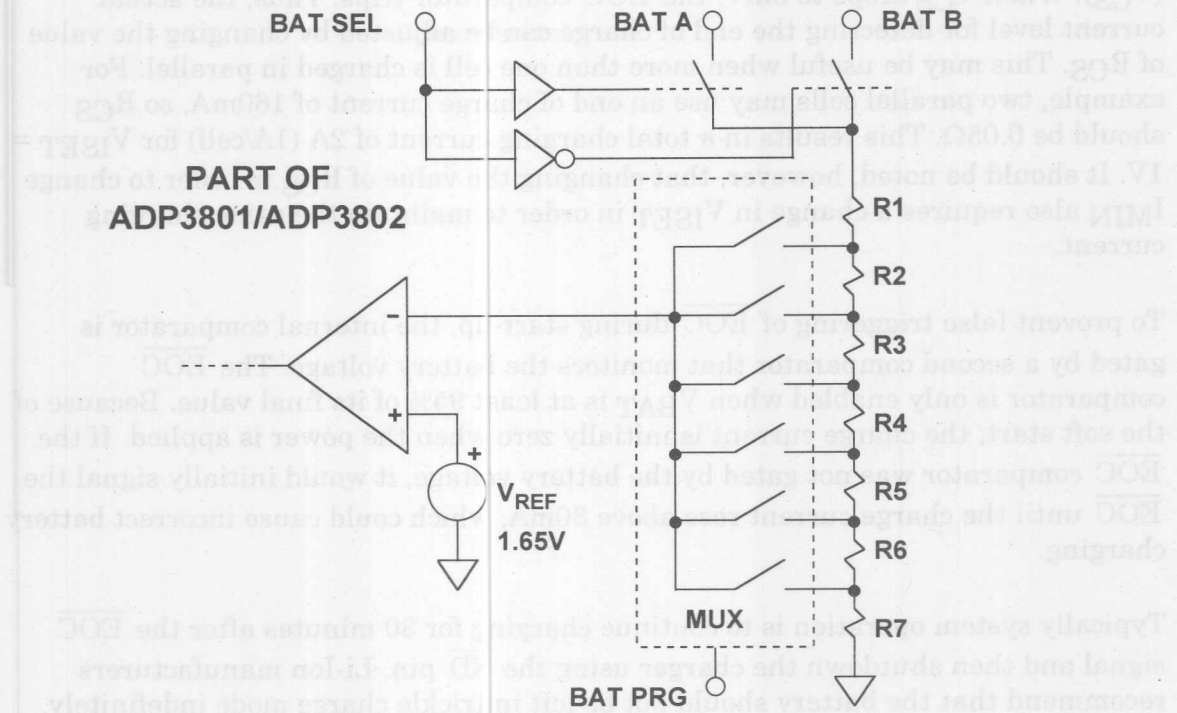 BAT SEL
BAT A
BAT B
PART OF
ADP3801/ADP3802
R1
R2
R3
R4
R5
R6
R7
-
+
+
VREF
1.65V
MUX
BAT PRG